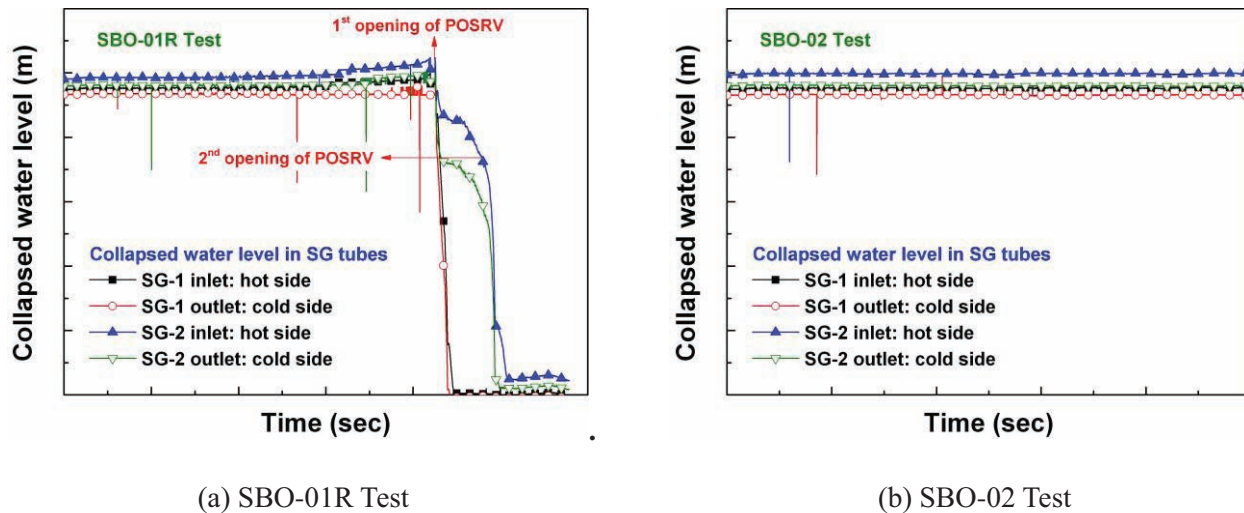 Collapsed water level (m)
SBO-01R Test
1st opening of POSRV
2nd opening of POSRV
Collapsed water level in SG tubes
SG-1 inlet: hot side
SG-1 outlet: cold side
SG-2 inlet: hot side
SG-2 outlet: cold side
Time (sec)
.
(a) SBO-01R Test
Collapsed water level (m)
SBO-02 Test
Collapsed water level in SG tubes
SG-1 inlet: hot side
SG-1 outlet: cold side
SG-2 inlet: hot side
SG-2 outlet: cold side
Time (sec)
(b) SBO-02 Test